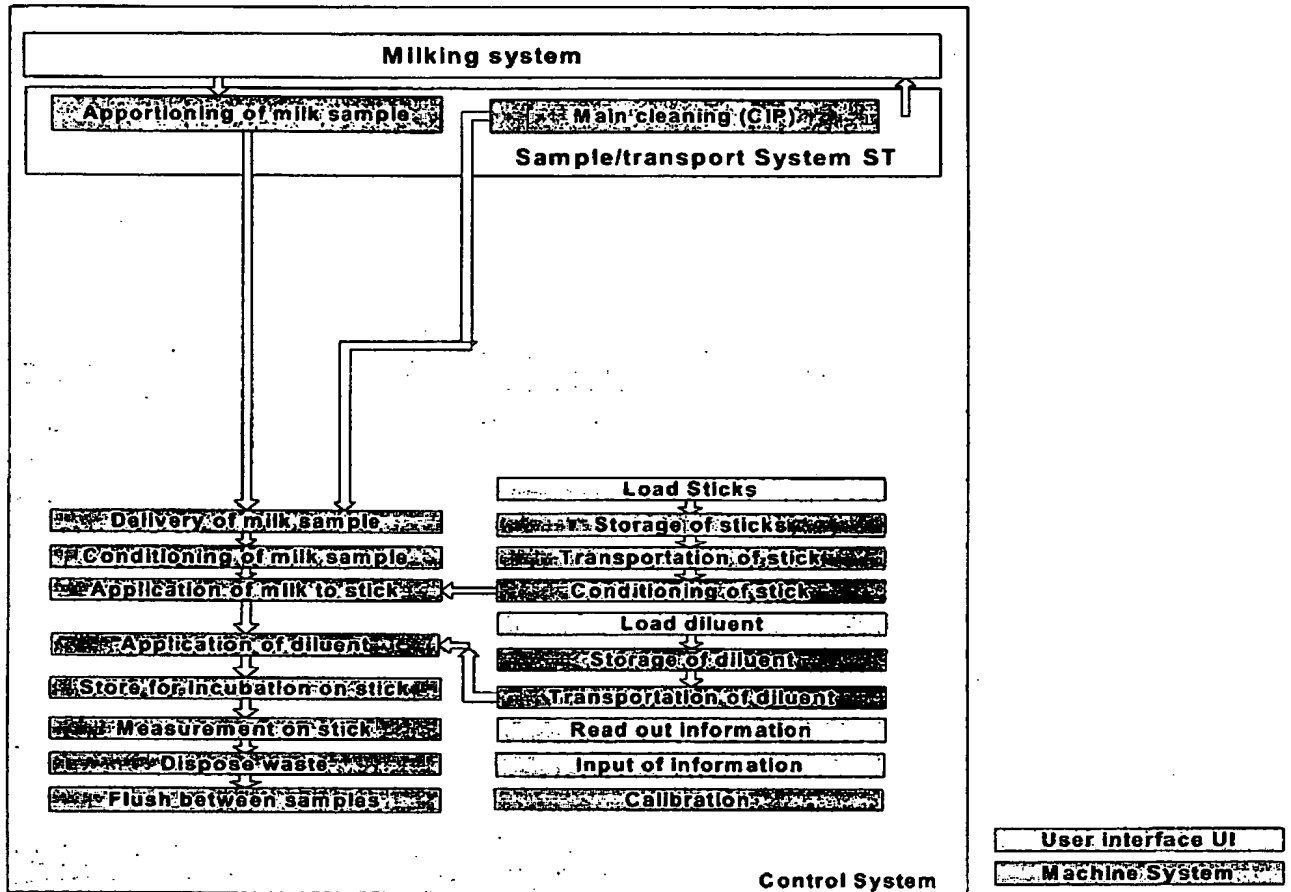 Milking system
Apportioning of milk sample
Main cleaning (CIP)
Sample/transport System ST
Delivery of milk sample
Conditioning of milk sample
Application of milk to stick
Application of diluent
Store for incubation on stick
Measurement on stick
Dispose waste
Flush between samples
Load Sticks
Storage of sticks
Transportation of stick
Conditioning of stick
Load diluent
Storage of diluent
Transportation of diluent
Read out information
Input of information
Calibration
Control System
User interface UI
Machine System